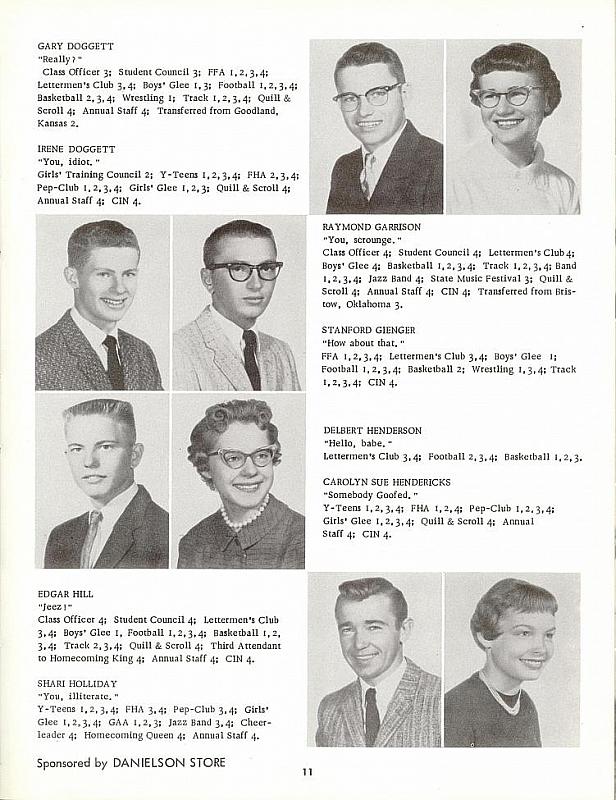 GARY DOGGETT
"Really?"
Class Officer 3; Student Council 3; FFA 1,2,3,4;
Lettermen's Club 3,4; Boys' Glee 1,3; Football 1,2,3,4;
Basketball 2,3,4; Wrestling 1; Track 1,2,3,4; Quill &
Scroll 4; Annual Staff 4; Transferred from Goodland,
Kansas 2.
IRENE DOGGETT
"You, idiot."
Girls' Training Council 2; Y-Teens 1,2,3,4; FHA 2,3,4;
Pep-Club 1,2,3,4; Girls' Glee 1,2,3; Quill & Scroll 4;
Annual Staff 4; CIN 4.
RAYMOND GARRISON
"You, scrounge."
Class Officer 4; Student Council 4; Lettermen's Club 4;
Boys' Glee 4; Basketball 1,2,3,4; Track 1,2,3,4; Band
1,2,3,4; Jazz Band 4; State Music Festival 3; Quill &
Scroll 4; Annual Staff 4; CIN 4; Transferred from Bris-
tow, Oklahoma 3.
STANFORD GIENGER
"How about that."
FFA 1,2,3,4; Lettermen's Club 3,4; Boys' Glee 1;
Football 1,2,3,4; Basketball 2; Wrestling 1,3,4; Track
1,2,3,4; CIN 4.
DELBERT HENDERSON
"Hello, babe."
Lettermen's Club 3,4; Football 2,3,4; Basketball 1,2,3.
CAROLYN SUE HENDERICKS
"Somebody Goofed."
Y-Teens 1,2,3,4; FHA 1,2,4; Pep-Club 1,2,3,4;
Girls' Glee 1,2,3,4; Quill & Scroll 4; Annual
Staff 4; CIN 4.
EDGAR HILL
"Jeez!"
Class Officer 4; Student Council 4; Lettermen's Club
3,4; Boys' Glee 1, Football 1,2,3,4; Basketball 1,2,
3,4; Track 2,3,4; Quill & Scroll 4; Third Attendant
to Homecoming King 4; Annual Staff 4; CIN 4.
SHARI HOLLIDAY
"You, illiterate."
Y-Teens 1,2,3,4; FHA 3,4; Pep-Club 3,4; Girls'
Glee 1,2,3,4; GAA 1,2,3; Jazz Band 3,4; Cheer-
leader 4; Homecoming Queen 4; Annual Staff 4.
Sponsored by DANIELSON STORE
11